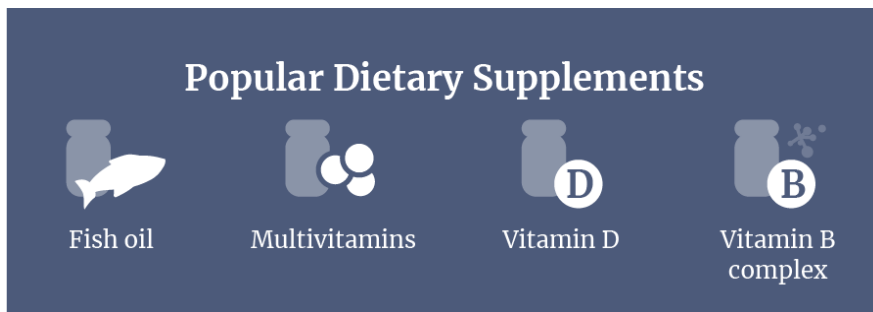 Popular Dietary Supplements
Fish oil
Multivitamins
D
Vitamin D
B
Vitamin B
complex